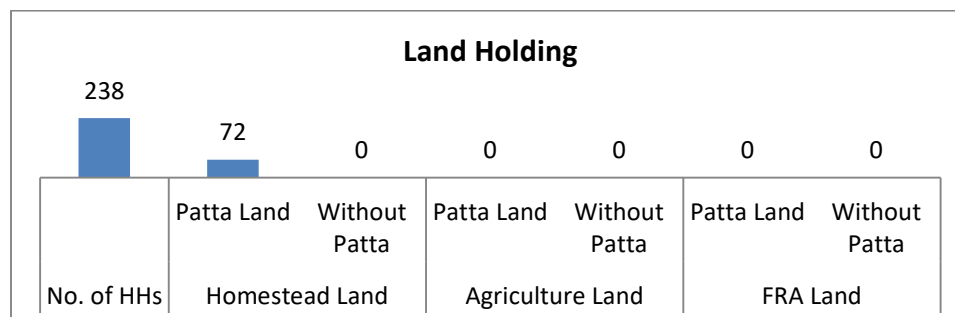 Land Holding
238
72
0
0
0
0
0
Patta Land
Without
Patta
Patta Land
Without
Patta
Patta Land
Without
Patta
No. of HHs
Homestead Land
Agriculture Land
FRA Land